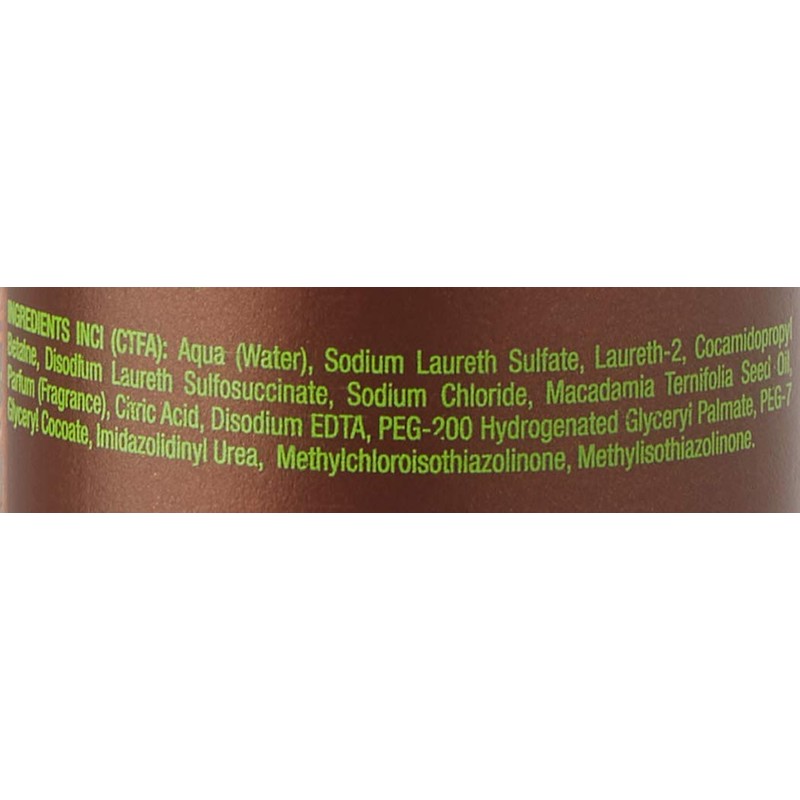 INGREDIENTS INCI (CTFA): Aqua (Water), Sodium Laureth Sulfate, Laureth-2, Cocamidopropyl
Betaine, Disodium Laureth Sulfosuccinate, Sodium Chloride, Macadamia Ternifolia Seed Oil,
Parfum (Fragrance), Citric Acid, Disodium EDTA, PEG-200 Hydrogenated Glyceryl Palmate, PEG-7
Glyceryl Cocoate, Imidazolidinyl Urea, Methylchloroisothiazolinone, Methylisothiazolinone.